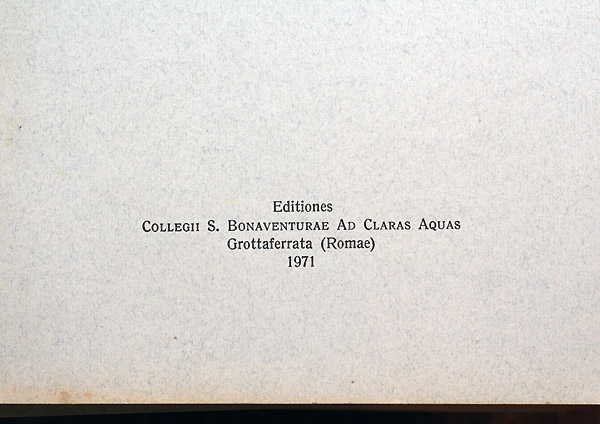 Editiones
Collegii S. Bonaventurae Ad Claras Aquas
Grottaferrata (Romae)
1971